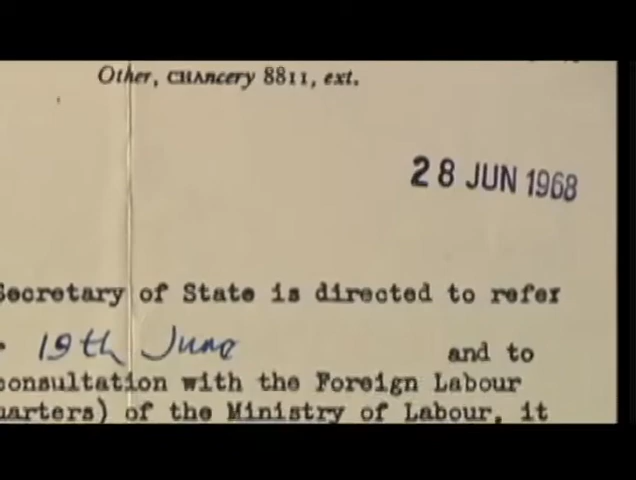 Other, CHAncery 8811, ext.
28 JUN 1968
Secretary of State is directed to refer
19th June and to
consultation with the Foreign Labour
uarters) of the Ministry of Labour, it